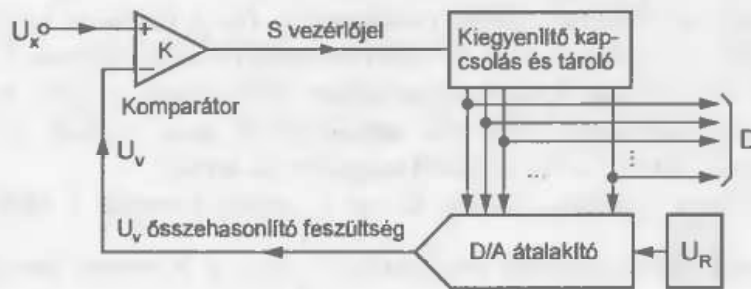 Uₓ
+
K
−
S vezérlőjel
Kiegyenlítő kap-
csolás és tároló
Komparátor
D
Uᵥ
...
...
Uᵥ összehasonlító feszültség
D/A átalakító
U_R